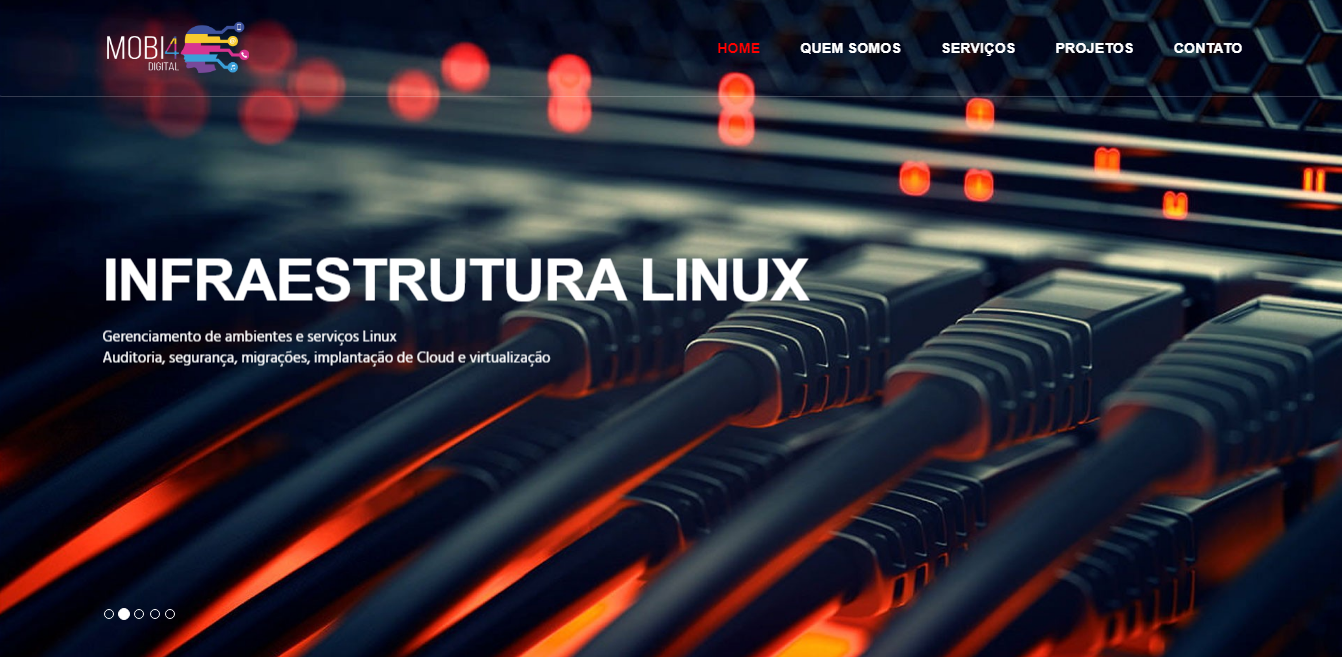 MOBI4
DIGITAL
HOME
QUEM SOMOS
SERVIÇOS
PROJETOS
CONTATO
INFRAESTRUTURA LINUX
Gerenciamento de ambientes e serviços Linux
Auditoria, segurança, migrações, implantação de Cloud e virtualização